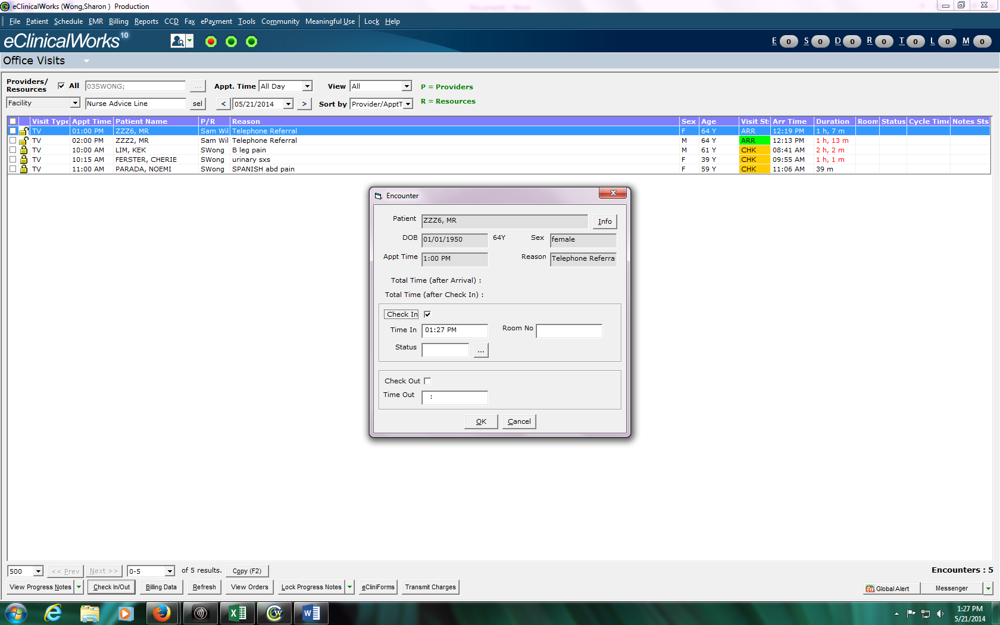 eClinicalWorks (Wong,Sharon )  Production
File Patient Schedule EMR Billing Reports CCD Fax ePayment Tools Community Meaningful Use Lock Help
eClinicalWorks 10
E 0 S 0 D 0 R 0 T 0 L 0 M 0
Office Visits
Providers/ Resources All 03SWONG; ... Appt. Time All Day View All P = Providers
Facility Nurse Advice Line sel < 05/21/2014 > Sort by Provider/ApptT R = Resources
Visit Type Appt Time Patient Name P/R Reason Sex Age Visit St: Arr Time Duration Room Status Cycle Time Notes Sts
TV 01:00 PM ZZZ6, MR Sam Wil Telephone Referral F 64 Y ARR 12:19 PM 1 h, 7 m
TV 02:00 PM ZZZ2, MR Sam Wil Telephone Referral M 64 Y ARR 12:13 PM 1 h, 13 m
TV 10:00 AM LIM, KEK SWong B leg pain M 61 Y CHK 08:41 AM 2 h, 2 m
TV 10:15 AM FERSTER, CHERIE SWong urinary sxs F 39 Y CHK 09:55 AM 1 h, 1 m
TV 11:00 AM PARADA, NOEMI SWong SPANISH abd pain F 59 Y CHK 11:06 AM 39 m
Encounter
Patient ZZZ6, MR Info
DOB 01/01/1950 64Y Sex female
Appt Time 1:00 PM Reason Telephone Referra
Total Time (after Arrival) :
Total Time (after Check In) :
Check In
Time In 01:27 PM Room No
Status ...
Check Out
Time Out :
OK Cancel
500 << Prev Next >> 0-5 of 5 results. Copy (F2) Encounters : 5
View Progress Notes Check In/Out Billing Data Refresh View Orders Lock Progress Notes eCliniForms Transmit Charges Global Alert Messenger
1:27 PM
5/21/2014